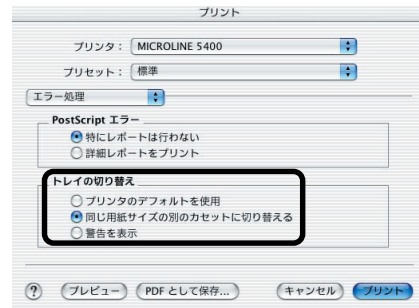 プリント
プリンタ： MICROLINE 5400
プリセット： 標準
エラー処理
PostScript エラー
特にレポートは行わない
詳細レポートをプリント
トレイの切り替え
プリンタのデフォルトを使用
同じ用紙サイズの別のカセットに切り替える
警告を表示
? プレビュー PDF として保存... キャンセル プリント